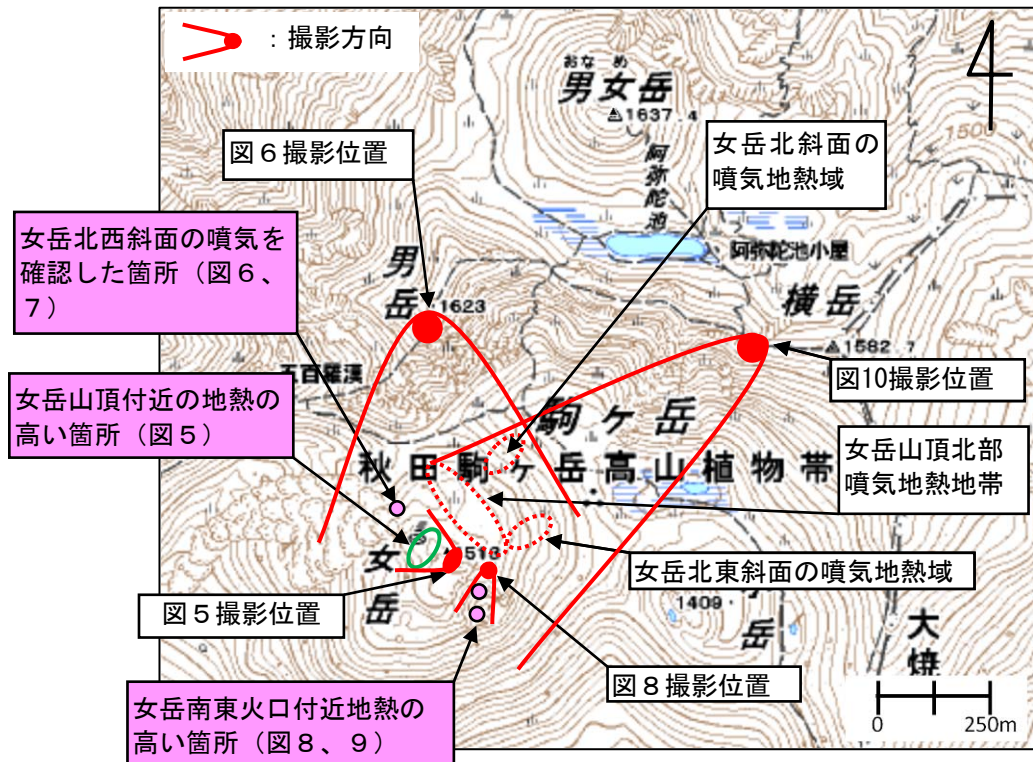 ：撮影方向
おなめ
男女岳
1637.4
阿弥陀池
1500
図６撮影位置
女岳北斜面の
噴気地熱域
女岳北西斜面の噴気を
確認した箇所（図６、
７）
男岳
1623
阿弥陀池小屋
横岳
1582.7
五百羅漢
図10撮影位置
女岳山頂付近の地熱の
高い箇所（図５）
駒ヶ岳
秋田駒ヶ岳高山植物帯
女岳山頂北部
噴気地熱地帯
女岳
1513
女岳北東斜面の噴気地熱域
図５撮影位置
1409
岳
大焼
図８撮影位置
女岳南東火口付近地熱の
高い箇所（図８、９）
0 250m